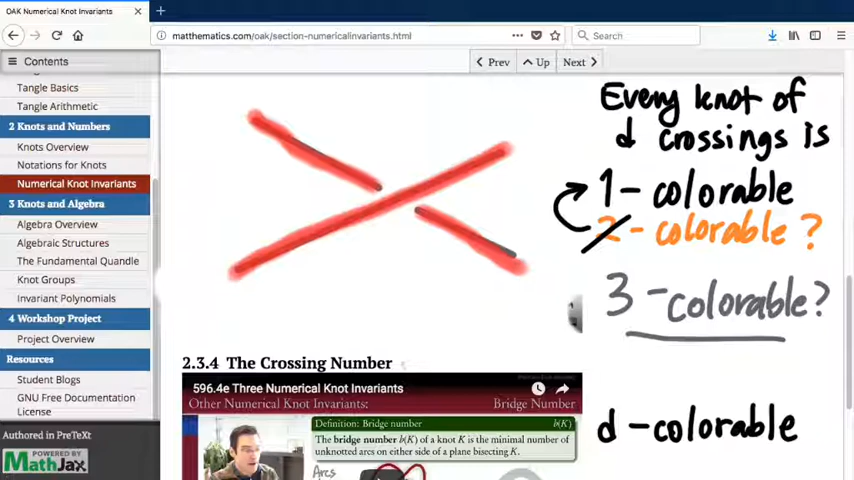 OAK Numerical Knot Invariants
matthematics.com/oak/section-numericalinvariants.html
Search
Contents
Prev
Up
Next
Tangle Basics
Tangle Arithmetic
2 Knots and Numbers
Knots Overview
Notations for Knots
Numerical Knot Invariants
3 Knots and Algebra
Algebra Overview
Algebraic Structures
The Fundamental Quandle
Knot Groups
Invariant Polynomials
4 Workshop Project
Project Overview
Resources
Student Blogs
GNU Free Documentation
License
Authored in PreTeXt
POWERED BY
MathJax
2.3.4 The Crossing Number
596.4e Three Numerical Knot Invariants
Other Numerical Knot Invariants:
Bridge Number
Definition: Bridge number
b(K)
The bridge number b(K) of a knot K is the minimal number of
unknotted arcs on either side of a plane bisecting K.
Arcs
Every knot of
d crossings is
1-colorable
2-colorable?
3-colorable?
d-colorable